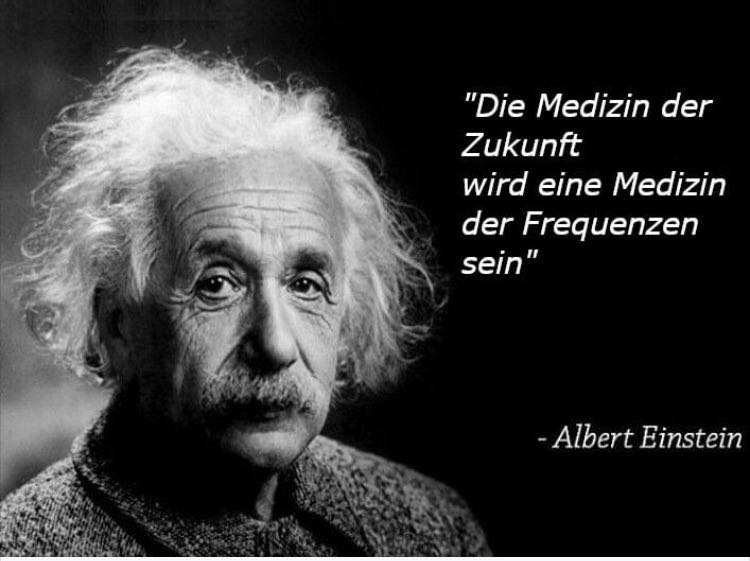 "Die Medizin der
Zukunft
wird eine Medizin
der Frequenzen
sein"
- Albert Einstein